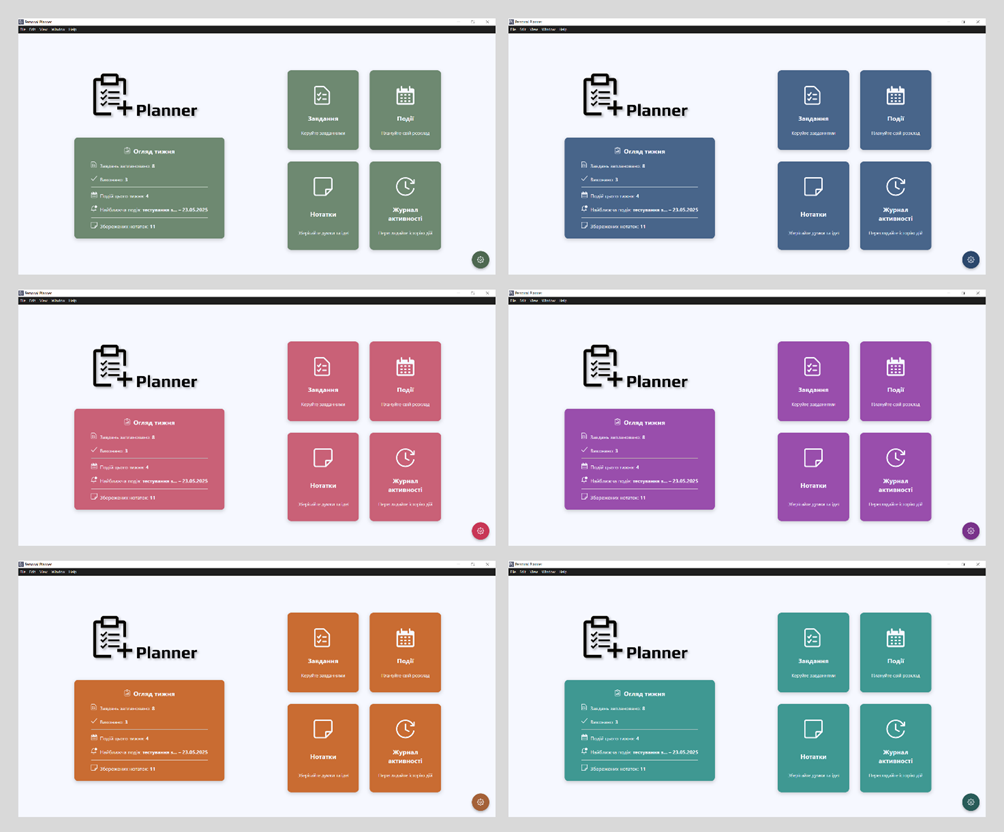 Personal Planner
File Edit View Window Help
Planner
Огляд тижня
Завдань заплановано: 8
Виконано: 3
Подій цього тижня: 4
Найближча подія: тестування з... – 23.05.2025
Збережених нотаток: 11
Завдання
Керуйте завданнями
Події
Плануйте свій розклад
Нотатки
Зберігайте думки та ідеї
Журнал
активності
Переглядайте історію дій
Personal Planner
File Edit View Window Help
Planner
Огляд тижня
Завдань заплановано: 8
Виконано: 3
Подій цього тижня: 4
Найближча подія: тестування з... – 23.05.2025
Збережених нотаток: 11
Завдання
Керуйте завданнями
Події
Плануйте свій розклад
Нотатки
Зберігайте думки та ідеї
Журнал
активності
Переглядайте історію дій
Personal Planner
File Edit View Window Help
Planner
Огляд тижня
Завдань заплановано: 8
Виконано: 3
Подій цього тижня: 4
Найближча подія: тестування з... – 23.05.2025
Збережених нотаток: 11
Завдання
Керуйте завданнями
Події
Плануйте свій розклад
Нотатки
Зберігайте думки та ідеї
Журнал
активності
Переглядайте історію дій
Personal Planner
File Edit View Window Help
Planner
Огляд тижня
Завдань заплановано: 8
Виконано: 3
Подій цього тижня: 4
Найближча подія: тестування з... – 23.05.2025
Збережених нотаток: 11
Завдання
Керуйте завданнями
Події
Плануйте свій розклад
Нотатки
Зберігайте думки та ідеї
Журнал
активності
Переглядайте історію дій
Personal Planner
File Edit View Window Help
Planner
Огляд тижня
Завдань заплановано: 8
Виконано: 3
Подій цього тижня: 4
Найближча подія: тестування з... – 23.05.2025
Збережених нотаток: 11
Завдання
Керуйте завданнями
Події
Плануйте свій розклад
Нотатки
Зберігайте думки та ідеї
Журнал
активності
Переглядайте історію дій
Personal Planner
File Edit View Window Help
Planner
Огляд тижня
Завдань заплановано: 8
Виконано: 3
Подій цього тижня: 4
Найближча подія: тестування з... – 23.05.2025
Збережених нотаток: 11
Завдання
Керуйте завданнями
Події
Плануйте свій розклад
Нотатки
Зберігайте думки та ідеї
Журнал
активності
Переглядайте історію дій